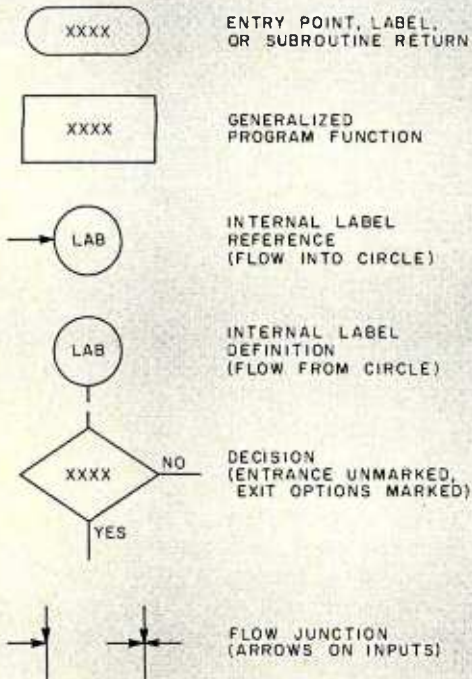 XXXX
ENTRY POINT, LABEL,
OR SUBROUTINE RETURN
XXXX
GENERALIZED
PROGRAM FUNCTION
LAB
INTERNAL LABEL
REFERENCE
(FLOW INTO CIRCLE)
LAB
INTERNAL LABEL
DEFINITION
(FLOW FROM CIRCLE)
XXXX
NO
YES
DECISION
(ENTRANCE UNMARKED,
EXIT OPTIONS MARKED)
FLOW JUNCTION
(ARROWS ON INPUTS)